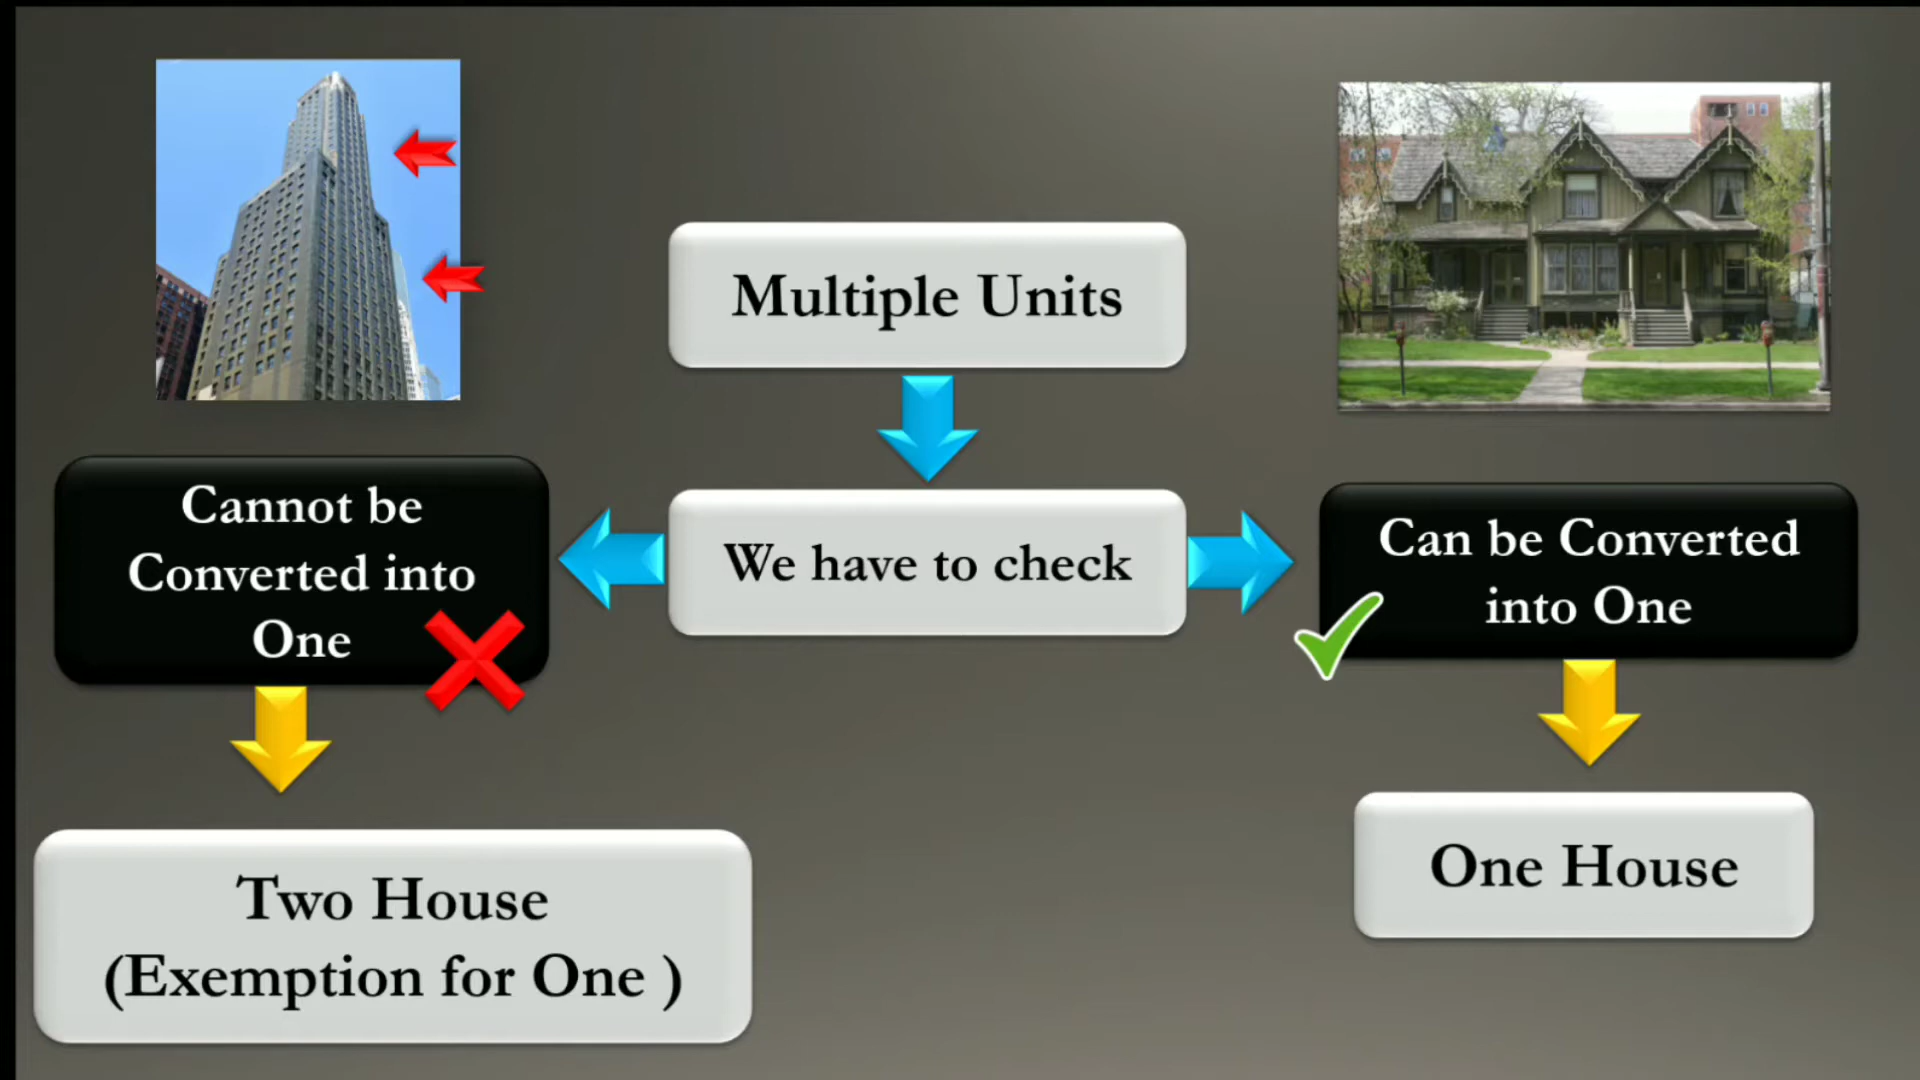 Multiple Units
We have to check
Cannot be
Converted into
One
Can be Converted
into One
Two House
(Exemption for One )
One House